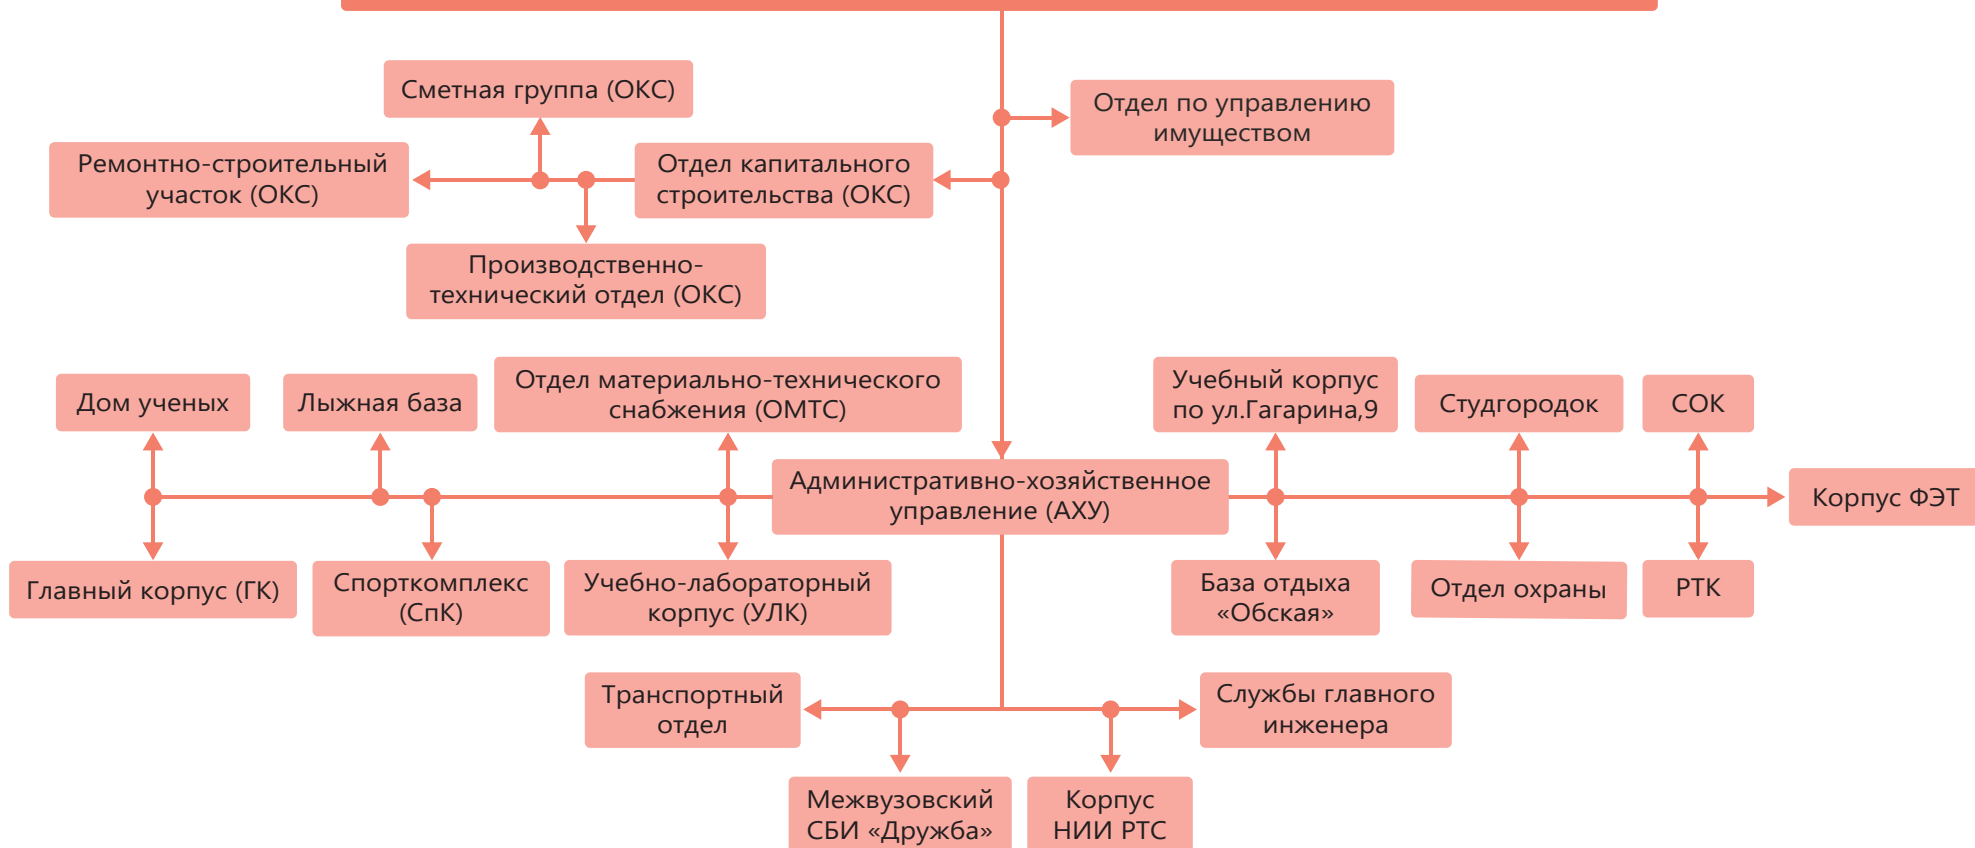 Сметная группа (ОКС)
Отдел по управлению
имуществом
Ремонтно-строительный
участок (ОКС)
Отдел капитального
строительства (ОКС)
Производственно-
технический отдел (ОКС)
Дом ученых
Лыжная база
Отдел материально-технического
снабжения (ОМТС)
Учебный корпус
по ул.Гагарина,9
Студгородок
СОК
Административно-хозяйственное
управление (АХУ)
Корпус ФЭТ
Главный корпус (ГК)
Спорткомплекс
(СпК)
Учебно-лабораторный
корпус (УЛК)
База отдыха
«Обская»
Отдел охраны
РТК
Транспортный
отдел
Службы главного
инженера
Межвузовский
СБИ «Дружба»
Корпус
НИИ РТС